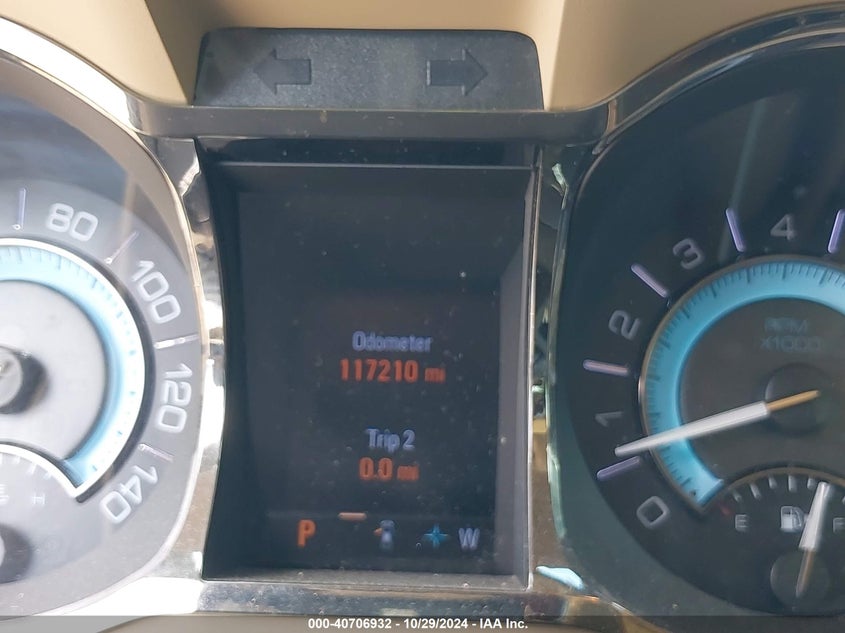 80
100
120
140
H
Odometer
117210 mi
Trip 2
0.0 mi
P
W
0
1
2
3
4
RPM
X1000
E
F
000-40706932 - 10/29/2024 - IAA Inc.